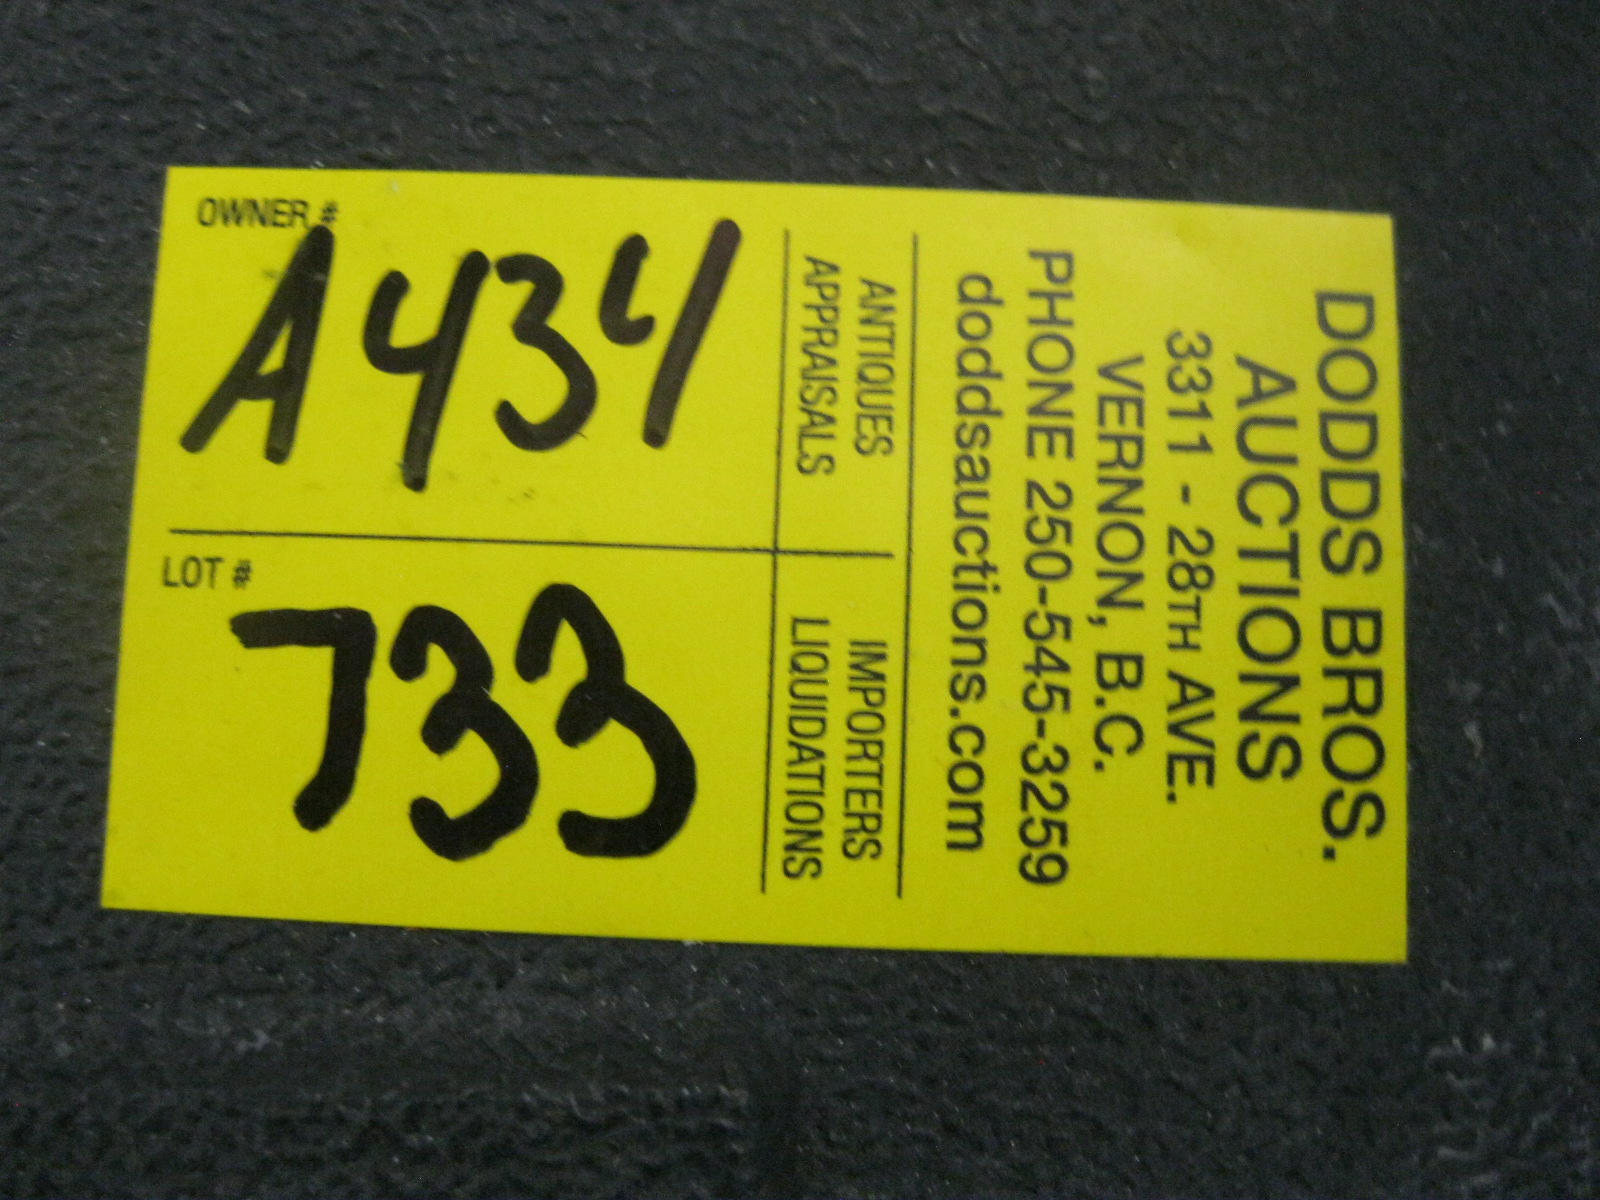 OWNER #
A434
LOT #
733
DODDS BROS.
AUCTIONS
3311 - 28TH AVE.
VERNON, B.C.
PHONE 250-545-3259
doddsauctions.com
ANTIQUES
APPRAISALS
IMPORTERS
LIQUIDATIONS